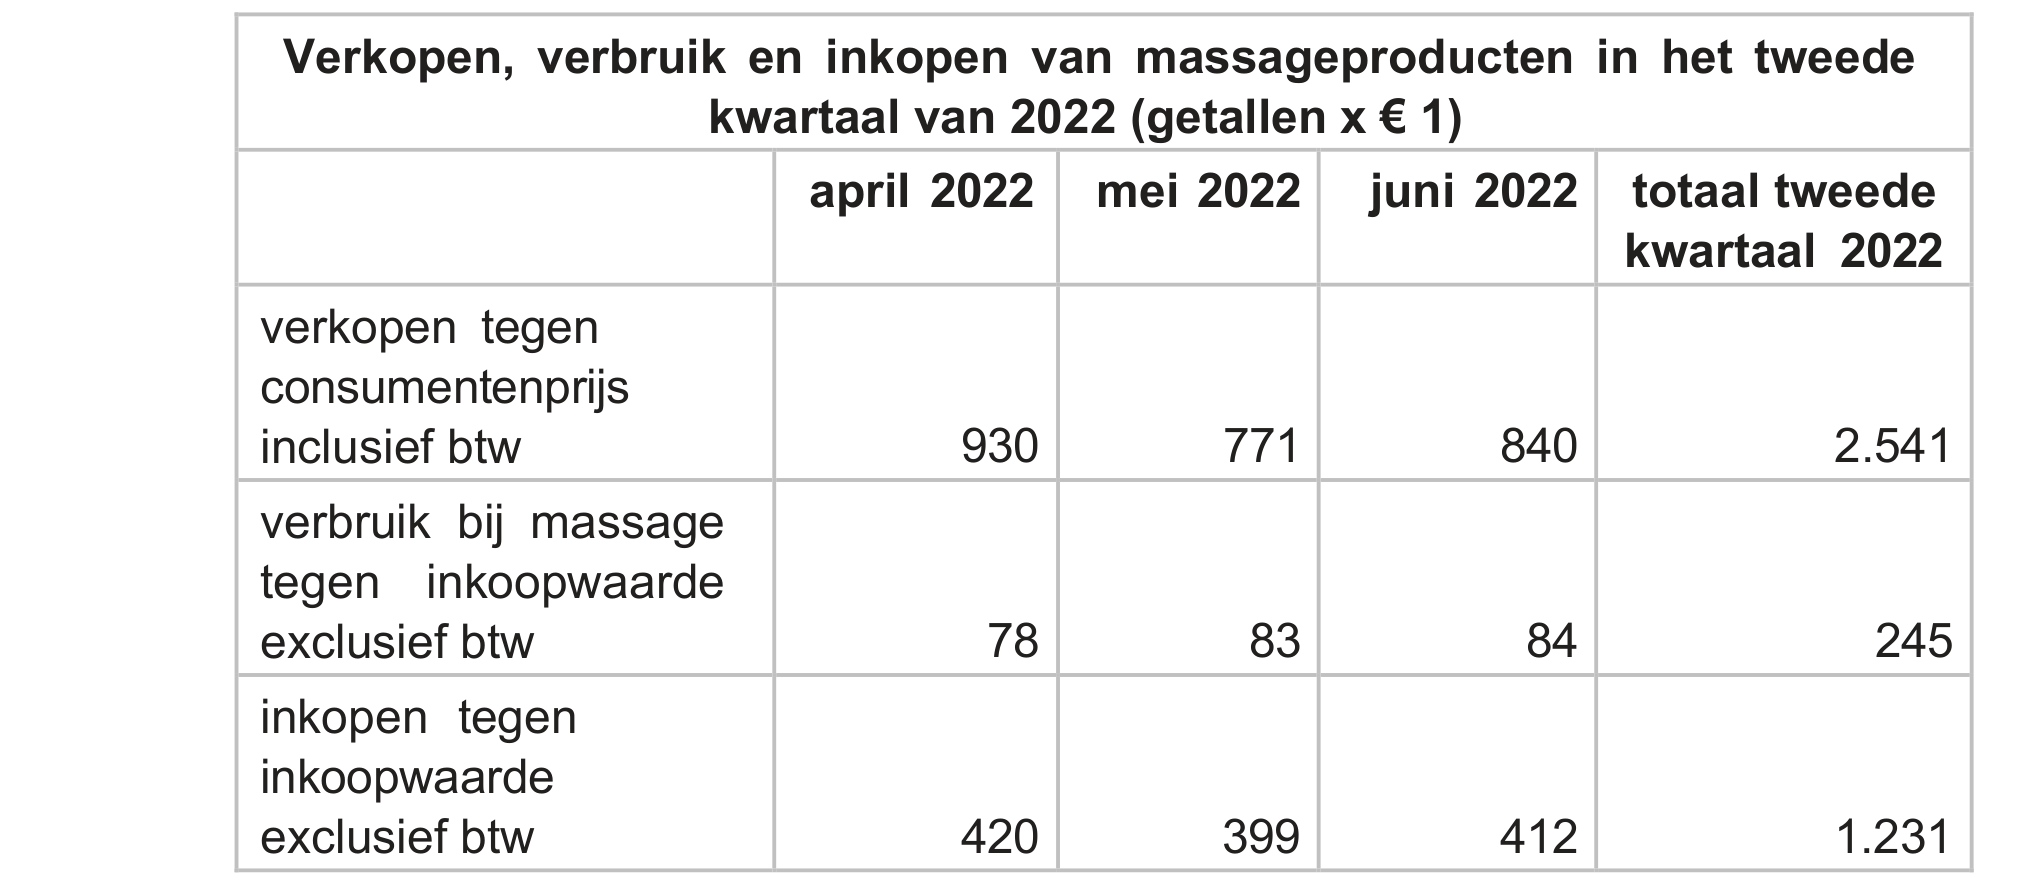 Verkopen, verbruik en inkopen van massageproducten in het tweede
kwartaal van 2022 (getallen x € 1)
april 2022 mei 2022 juni 2022 totaal tweede
kwartaal 2022
verkopen tegen
consumentenprijs
inclusief btw 930 771 840 2.541
verbruik bij massage
tegen inkoopwaarde
exclusief btw 78 83 84 245
inkopen tegen
inkoopwaarde
exclusief btw 420 399 412 1.231